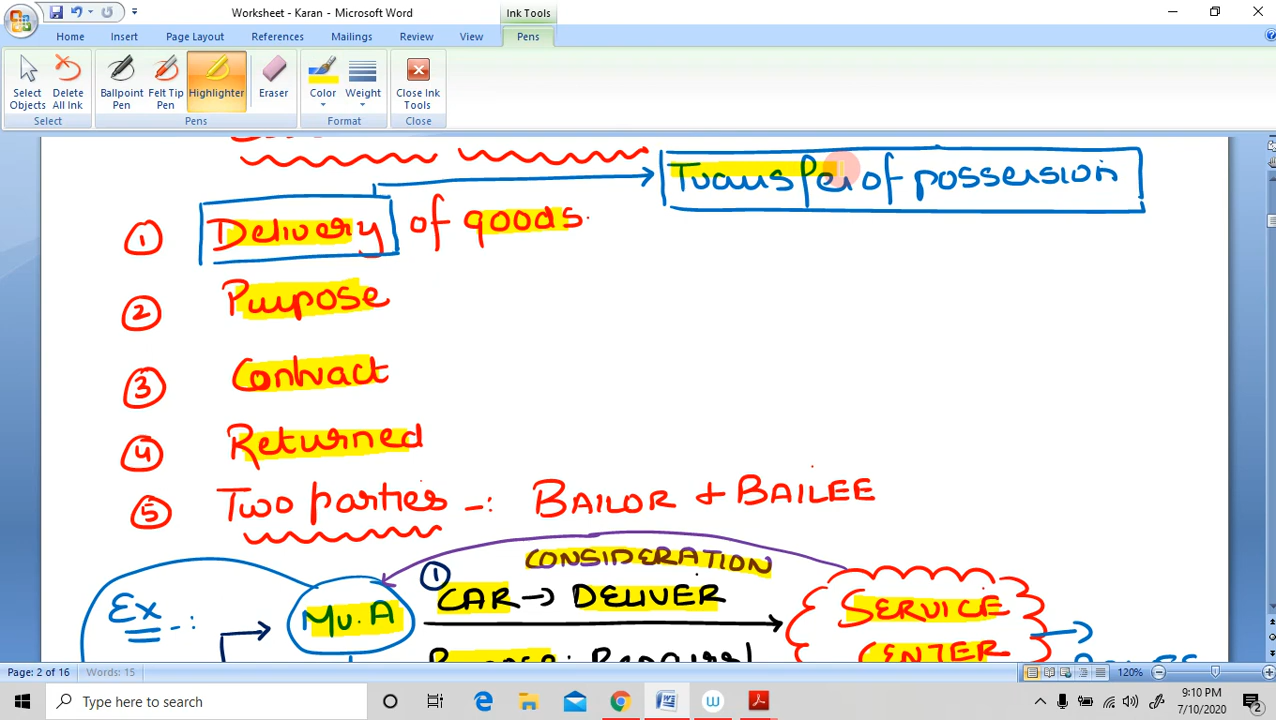 Worksheet - Karan - Microsoft Word
Ink Tools
Home Insert Page Layout References Mailings Review View Pens
Select Objects
Delete All Ink
Ballpoint Pen
Felt Tip Pen
Highlighter
Eraser
Color
Weight
Close Ink Tools
Select Pens Format Close
Transfer of possession
1 Delivery of goods.
2 Purpose
3 Contract
4 Returned
5 Two parties -: BAILOR + BAILEE
CONSIDERATION
1
Ex -:
Mr. A
CAR → DELIVER
SERVICE
CENTER
Page: 2 of 16 Words: 15 120%
Type here to search
9:10 PM
7/10/2020
2